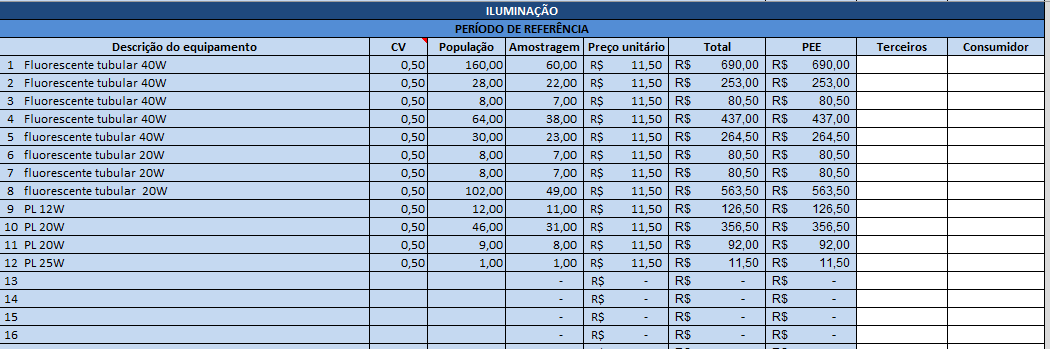 ILUMINAÇÃO
PERÍODO DE REFERÊNCIA
Descrição do equipamento CV População Amostragem Preço unitário Total PEE Terceiros Consumidor
1 Fluorescente tubular 40W 0,50 160,00 60,00 R$ 11,50 R$ 690,00 R$ 690,00
2 Fluorescente tubular 40W 0,50 28,00 22,00 R$ 11,50 R$ 253,00 R$ 253,00
3 Fluorescente tubular 40W 0,50 8,00 7,00 R$ 11,50 R$ 80,50 R$ 80,50
4 Fluorescente tubular 40W 0,50 64,00 38,00 R$ 11,50 R$ 437,00 R$ 437,00
5 fluorescente tubular 40W 0,50 30,00 23,00 R$ 11,50 R$ 264,50 R$ 264,50
6 fluorescente tubular 20W 0,50 8,00 7,00 R$ 11,50 R$ 80,50 R$ 80,50
7 fluorescente tubular 20W 0,50 8,00 7,00 R$ 11,50 R$ 80,50 R$ 80,50
8 fluorescente tubular 20W 0,50 102,00 49,00 R$ 11,50 R$ 563,50 R$ 563,50
9 PL 12W 0,50 12,00 11,00 R$ 11,50 R$ 126,50 R$ 126,50
10 PL 20W 0,50 46,00 31,00 R$ 11,50 R$ 356,50 R$ 356,50
11 PL 20W 0,50 9,00 8,00 R$ 11,50 R$ 92,00 R$ 92,00
12 PL 25W 0,50 1,00 1,00 R$ 11,50 R$ 11,50 R$ 11,50
13 - R$ - R$ - R$ -
14 - R$ - R$ - R$ -
15 - R$ - R$ - R$ -
16 - R$ - R$ - R$ -